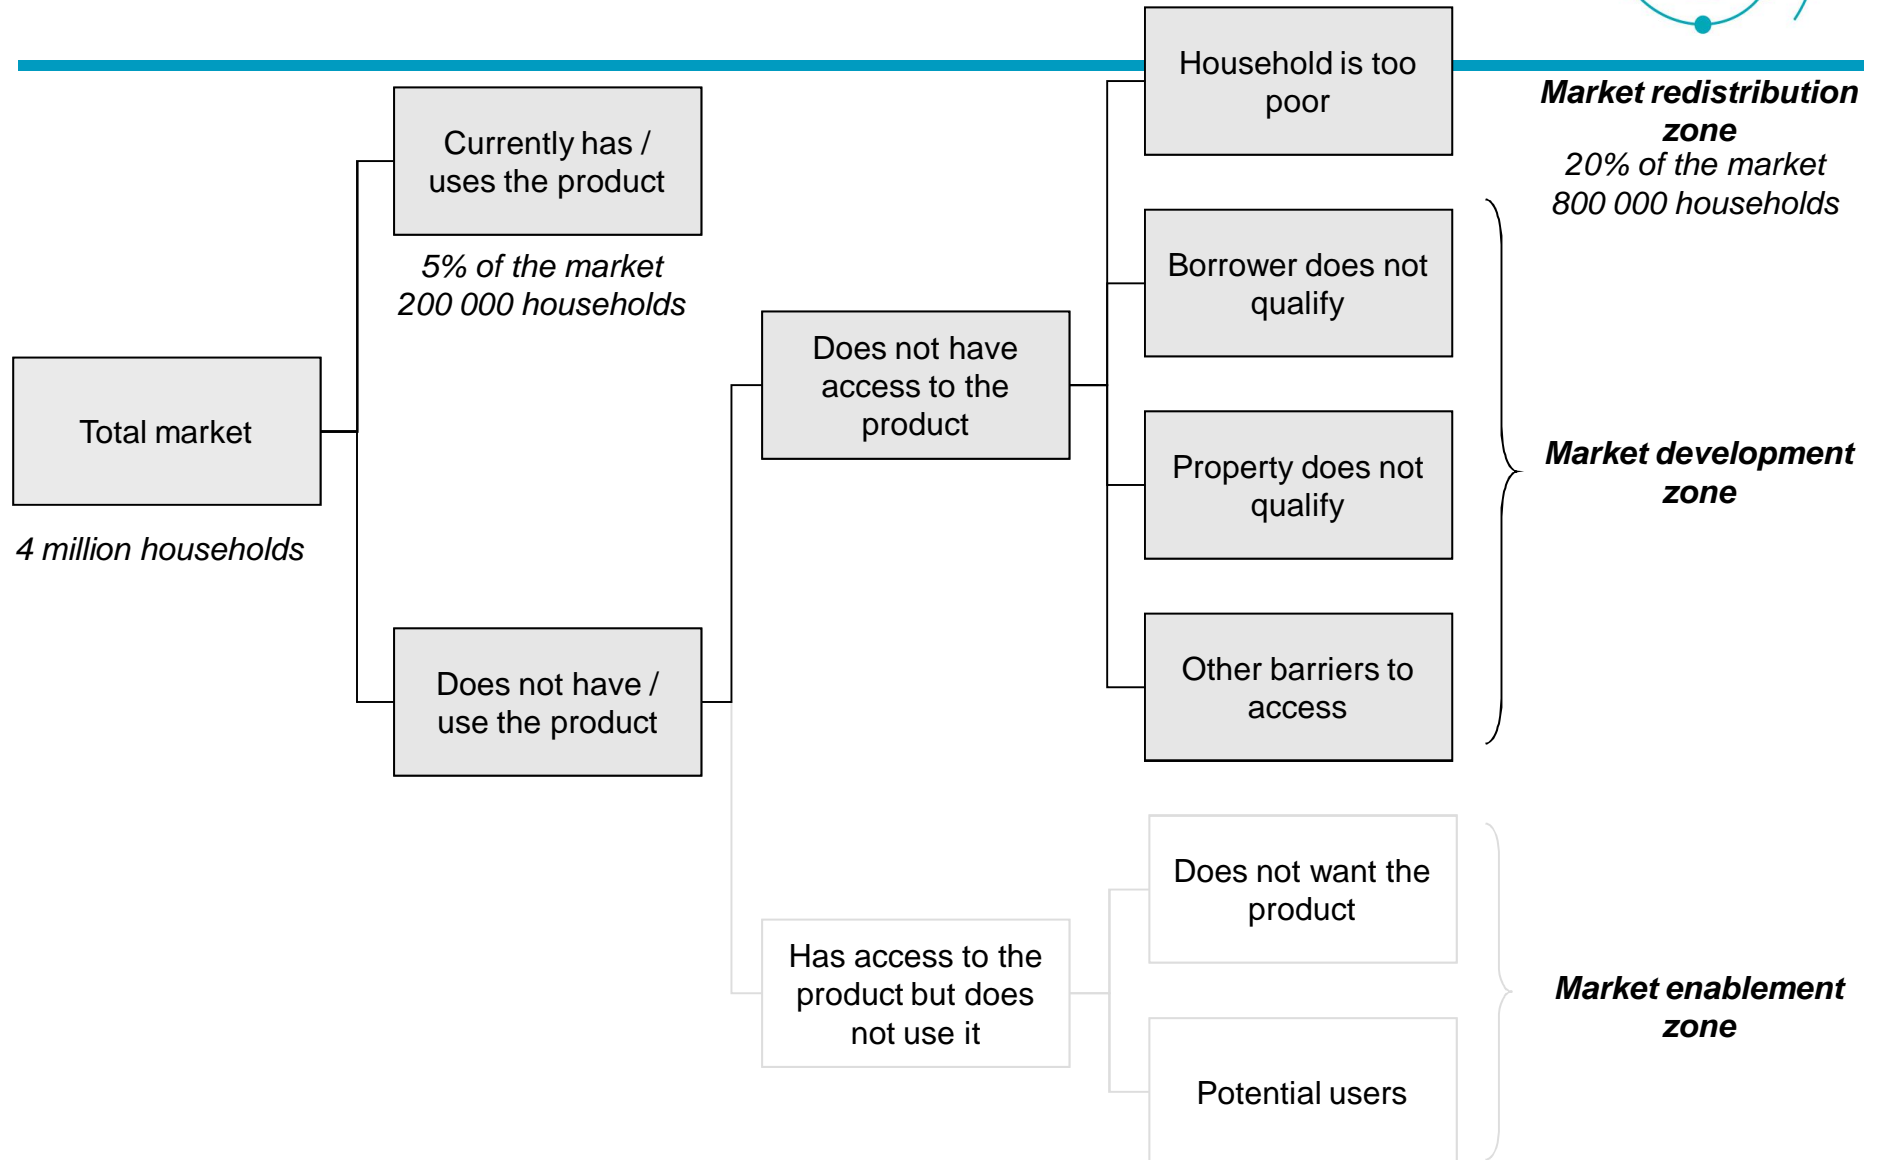 Total market
4 million households
Currently has /
uses the product
5% of the market
200 000 households
Does not have /
use the product
Does not have
access to the
product
Has access to the
product but does
not use it
Household is too
poor
Borrower does not
qualify
Property does not
qualify
Other barriers to
access
Does not want the
product
Potential users
Market redistribution
zone
20% of the market
800 000 households
Market development
zone
Market enablement
zone